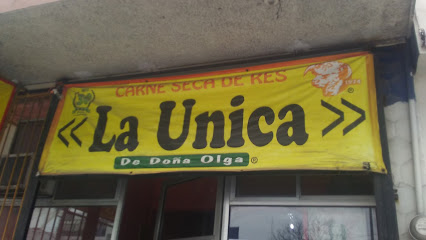 CARNE SECA DE RES
<< La Unica >>
®
De Doña Olga ®